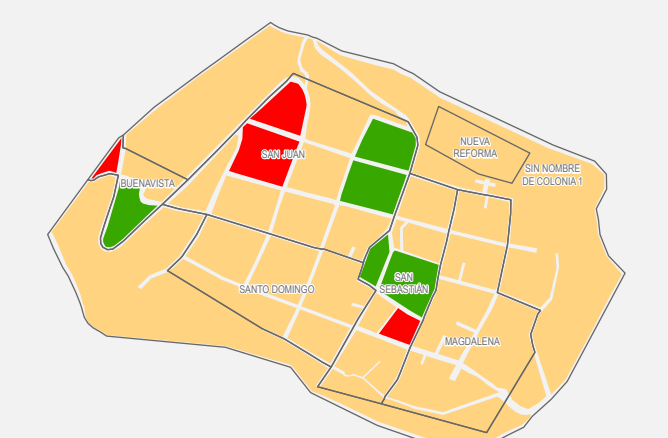 NUEVA
REFORMA
SAN JUAN
SIN NOMBRE
DE COLONIA 1
BUENAVISTA
SAN
SEBASTIÁN
SANTO DOMINGO
MAGDALENA